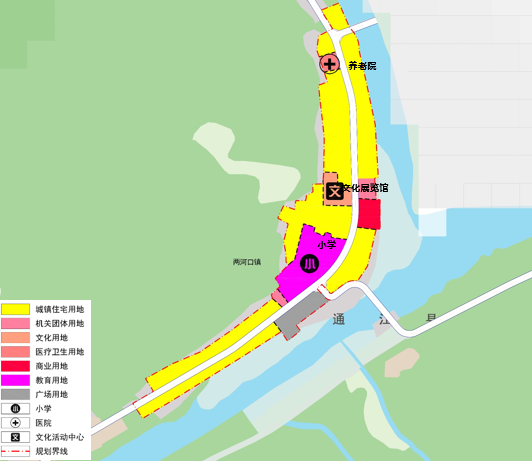 养老院
文化展览馆
小学
小
文
两河口镇
通江县
城镇住宅用地
机关团体用地
文化用地
医疗卫生用地
商业用地
教育用地
广场用地
小学
医院
文化活动中心
规划界线